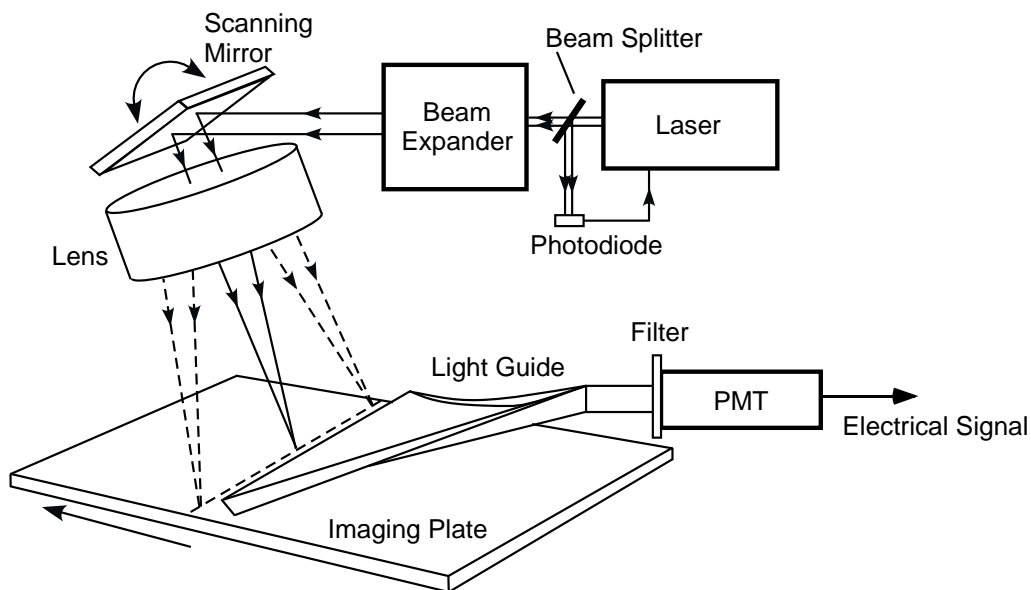 Scanning
Mirror
Beam Splitter
Beam
Expander
Laser
Photodiode
Lens
Filter
Light Guide
PMT
Electrical Signal
Imaging Plate